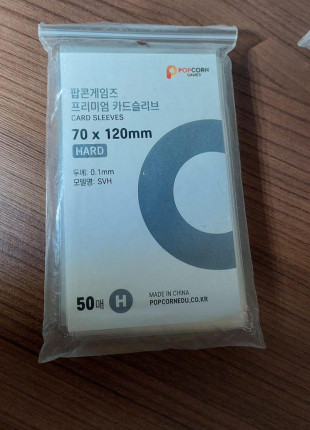 POPCORN
GAMES
팝콘게임즈
프리미엄 카드슬리브
CARD SLEEVES
70 x 120mm
HARD
두께: 0.1mm
모델명: SVH
50매 H
MADE IN CHINA
POPCORNEDU.CO.KR